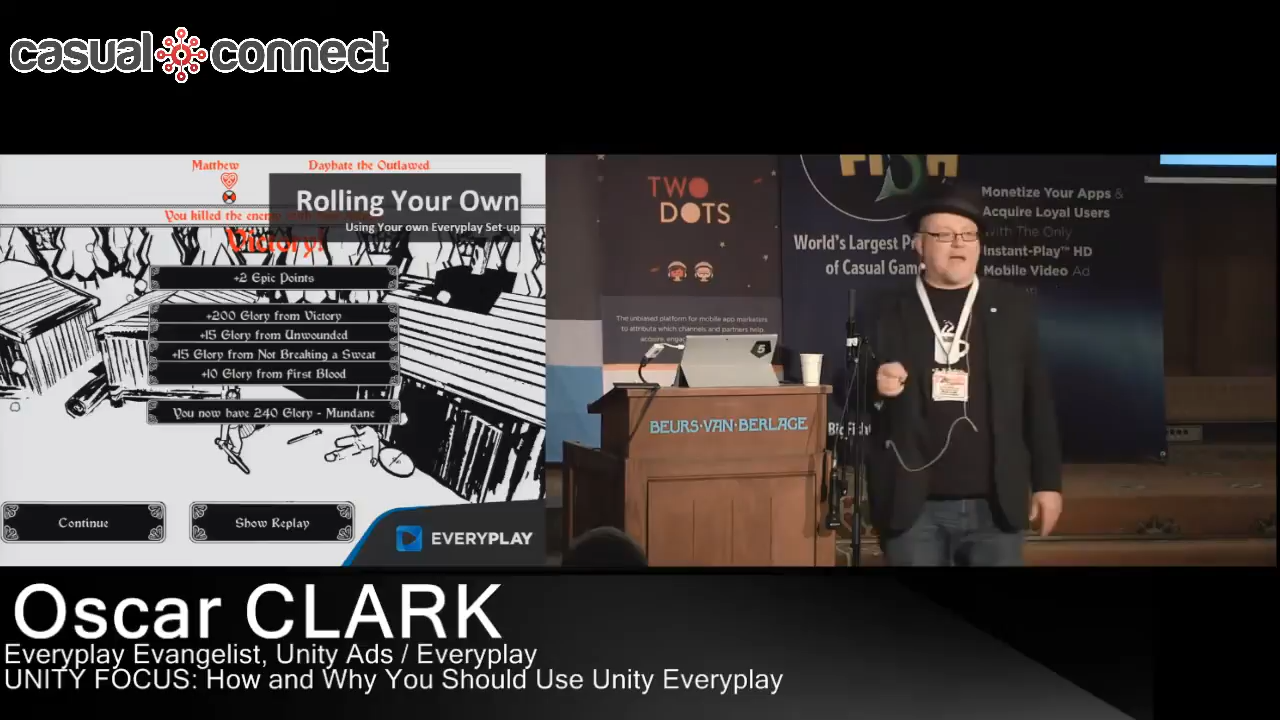 casual connect
Matthew
Dayhate the Outlawed
Rolling Your Own
You killed the
Using Your own Everyplay Set-up
Victory!
+2 Epic Points
+200 Glory from Victory
+15 Glory from Unwounded
+15 Glory from Not Breaking a Sweat
+10 Glory from First Blood
You now have 240 Glory - Mundane
Continue
Show Replay
EVERYPLAY
TWO
DOTS
The unbiased platform for mobile app marketers
to attribute which channels and partners help
acquire,
FISH
World's Largest
of Casual
Monetize Your Apps &
Acquire Loyal Users
With The Only
Instant-Play™ HD
Mobile Video Ad
5
BEURS·VAN·BERLAGE
Oscar CLARK
Everyplay Evangelist, Unity Ads / Everyplay
UNITY FOCUS: How and Why You Should Use Unity Everyplay